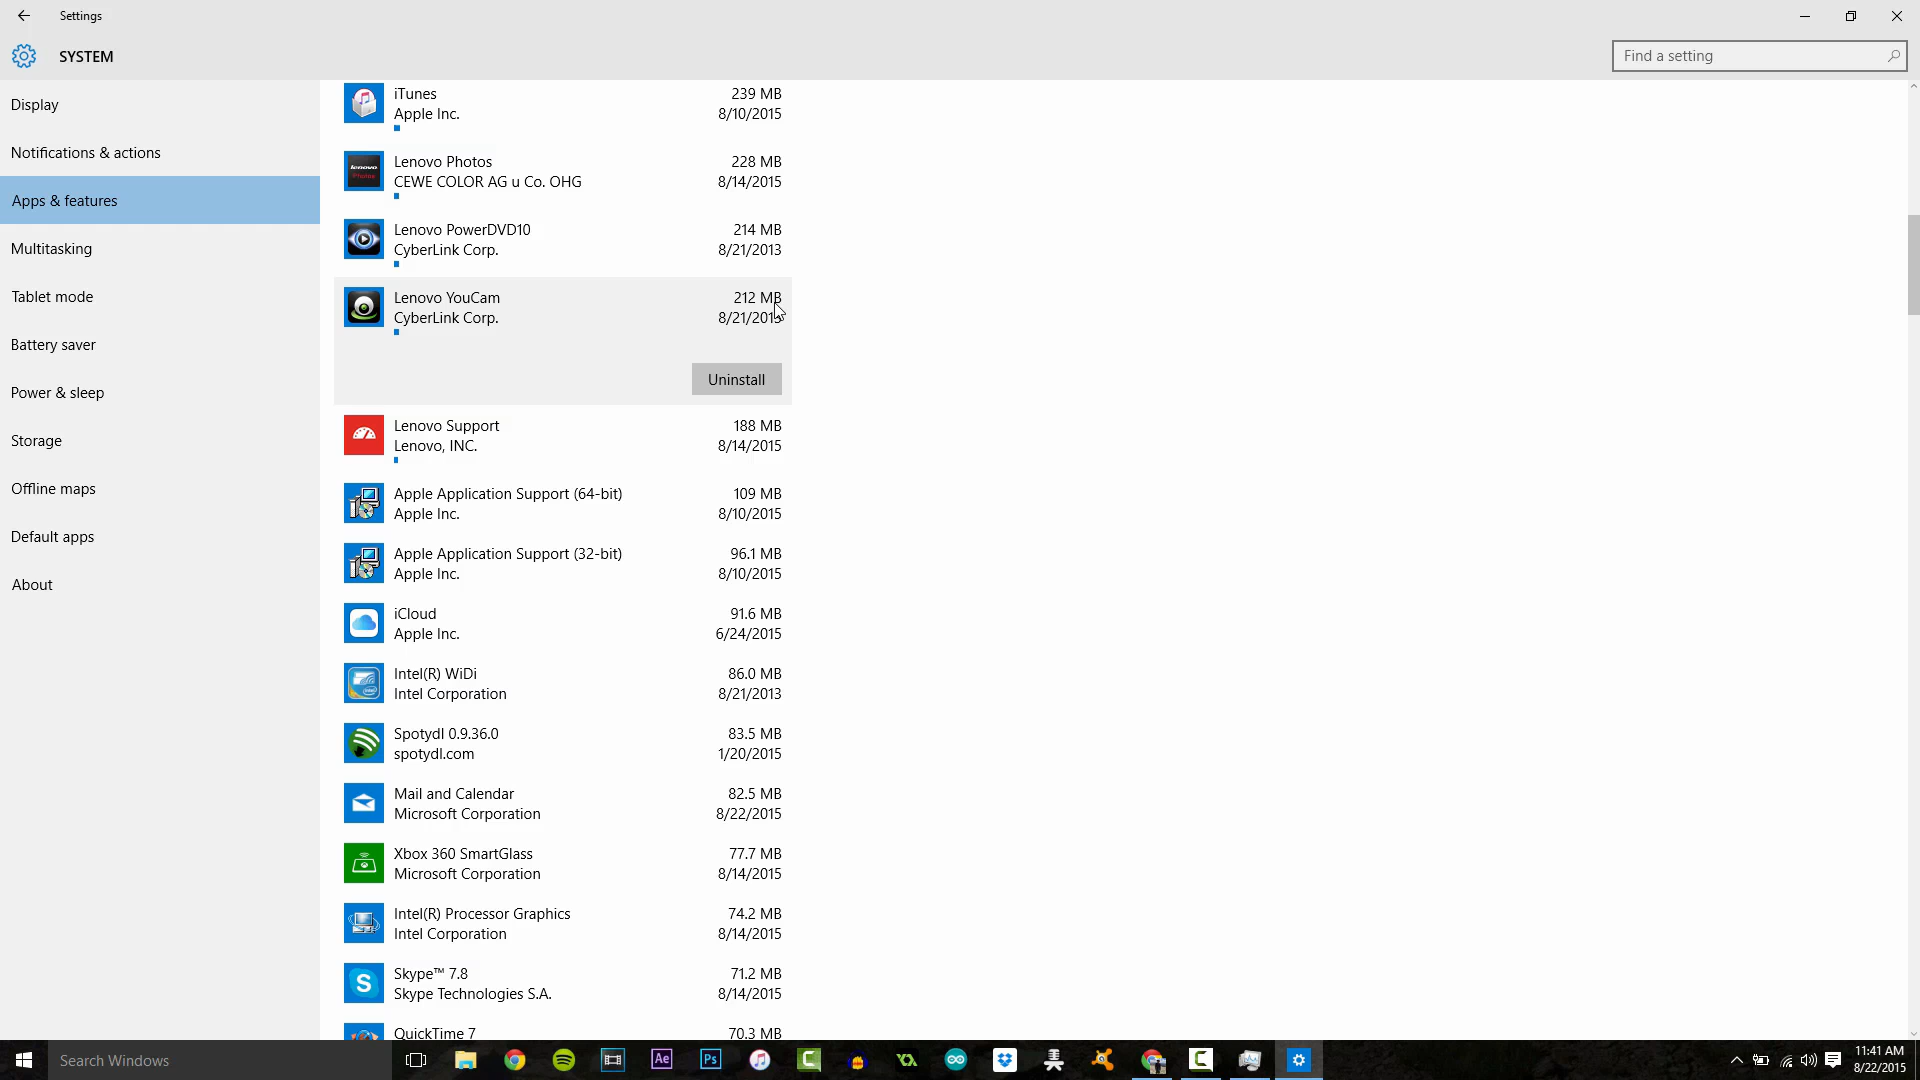 Settings
SYSTEM
Find a setting
Display
Notifications & actions
Apps & features
Multitasking
Tablet mode
Battery saver
Power & sleep
Storage
Offline maps
Default apps
About
iTunes 239 MB
Apple Inc. 8/10/2015
Lenovo Photos 228 MB
CEWE COLOR AG u Co. OHG 8/14/2015
Lenovo PowerDVD10 214 MB
CyberLink Corp. 8/21/2013
Lenovo YouCam 212 MB
CyberLink Corp.
Uninstall
Lenovo Support 188 MB
Lenovo, INC. 8/14/2015
Apple Application Support (64-bit) 109 MB
Apple Inc. 8/10/2015
Apple Application Support (32-bit) 96.1 MB
Apple Inc. 8/10/2015
iCloud 91.6 MB
Apple Inc. 6/24/2015
Intel(R) WiDi 86.0 MB
Intel Corporation 8/21/2013
Spotydl 0.9.36.0 83.5 MB
spotydl.com 1/20/2015
Mail and Calendar 82.5 MB
Microsoft Corporation 8/22/2015
Xbox 360 SmartGlass 77.7 MB
Microsoft Corporation 8/14/2015
Intel(R) Processor Graphics 74.2 MB
Intel Corporation 8/14/2015
Skype™ 7.8 71.2 MB
Skype Technologies S.A. 8/14/2015
QuickTime 7 70.3 MB
Search Windows
Ae
Ps
11:41 AM
8/22/2015